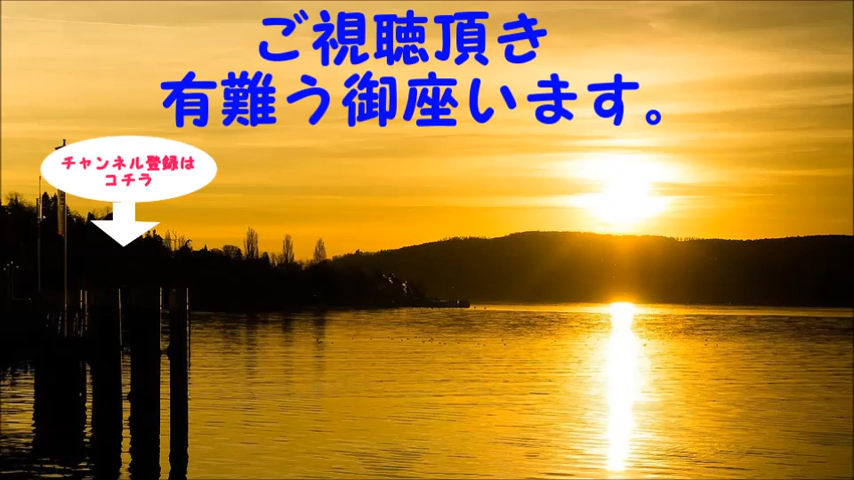 ご視聴頂き
有難う御座います。
チャンネル登録は
コチラ